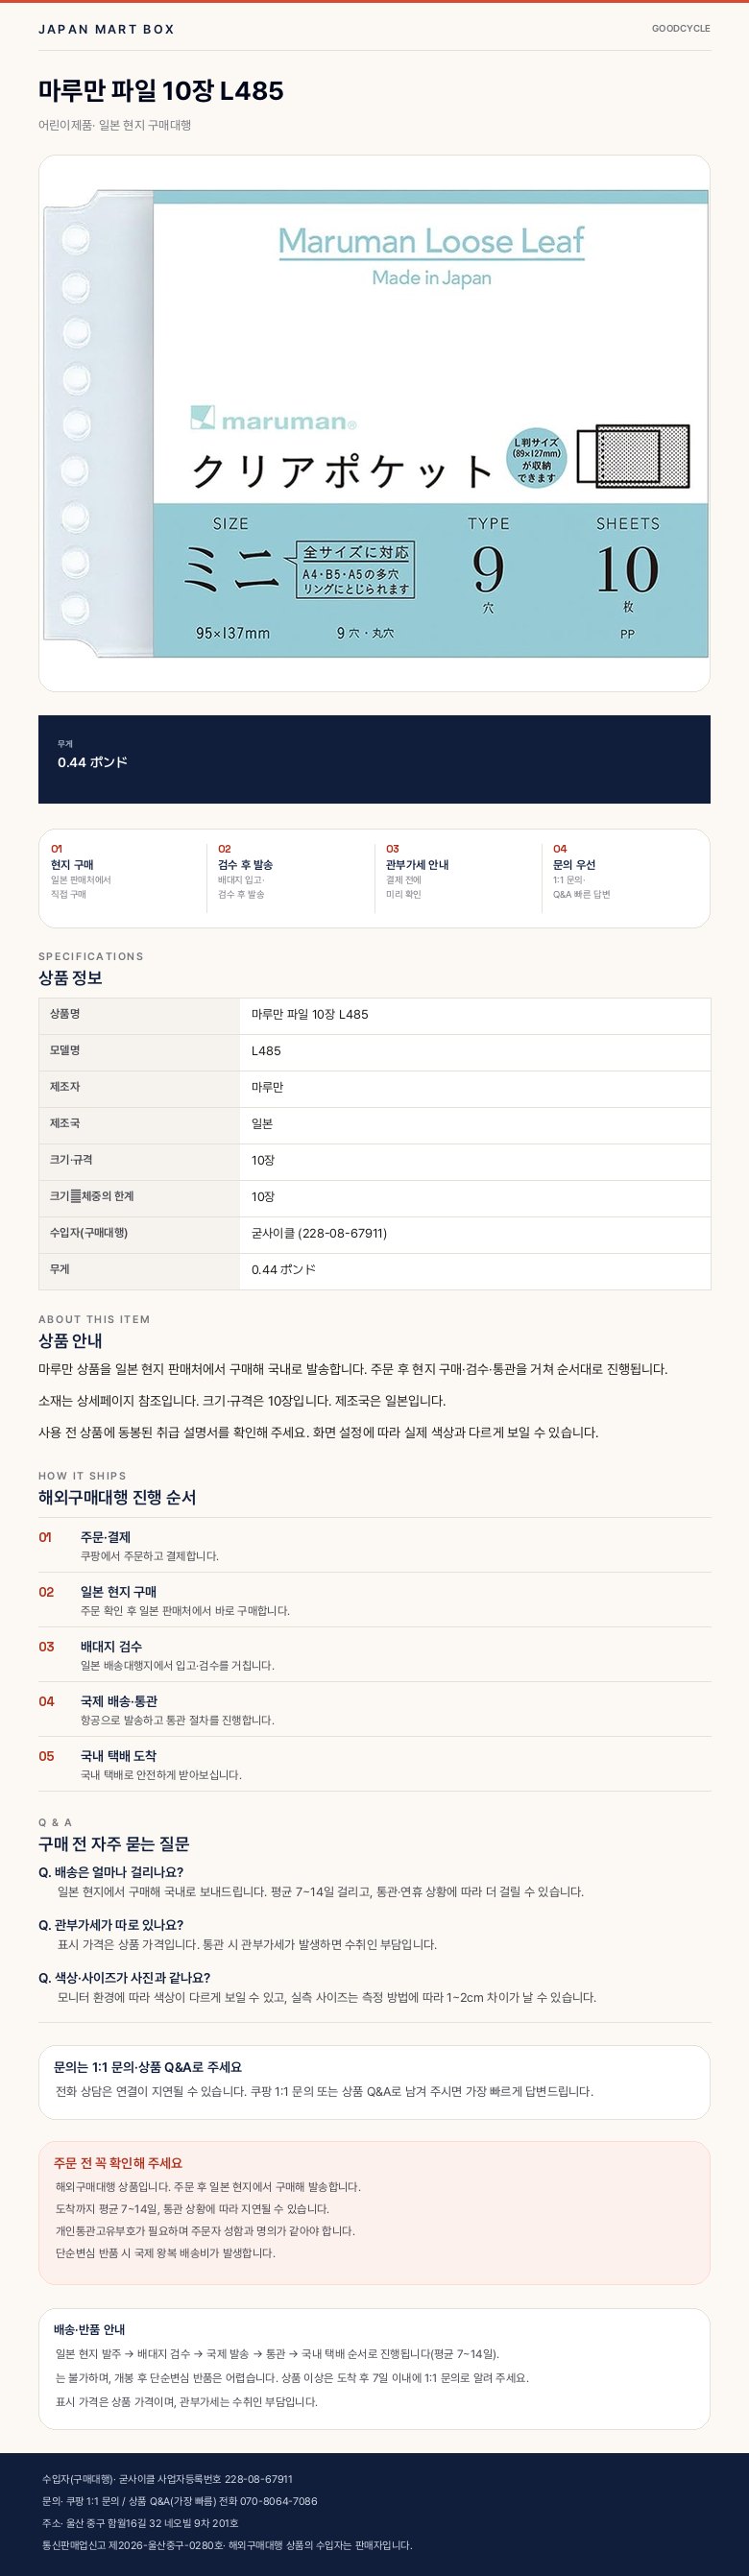 JAPAN MART BOX
GOODCYCLE
마루만 파일 10장 L485
어린이제품· 일본 현지 구매대행
Maruman Loose Leaf
Made in Japan
maruman®
クリアポケット
L判サイズ
(89×127mm)
が収納
できます
SIZE
TYPE
SHEETS
ミニ
全サイズに対応
A4・B5・A5の多穴
リングにとじられます
9
穴
10
枚
95×137mm
9穴・丸穴
PP
무게
0.44 ポンド
01
현지 구매
일본 판매처에서
직접 구매
02
검수 후 발송
배대지 입고·
검수 후 발송
03
관부가세 안내
결제 전에
미리 확인
04
문의 우선
1:1 문의·
Q&A 빠른 답변
SPECIFICATIONS
상품 정보
상품명 마루만 파일 10장 L485
모델명 L485
제조자 마루만
제조국 일본
크기·규격 10장
크기▒체중의 한계 10장
수입자(구매대행) 굳사이클 (228-08-67911)
무게 0.44 ポンド
ABOUT THIS ITEM
상품 안내
마루만 상품을 일본 현지 판매처에서 구매해 국내로 발송합니다. 주문 후 현지 구매·검수·통관을 거쳐 순서대로 진행됩니다.
소재는 상세페이지 참조입니다. 크기·규격은 10장입니다. 제조국은 일본입니다.
사용 전 상품에 동봉된 취급 설명서를 확인해 주세요. 화면 설정에 따라 실제 색상과 다르게 보일 수 있습니다.
HOW IT SHIPS
해외구매대행 진행 순서
01 주문·결제
쿠팡에서 주문하고 결제합니다.
02 일본 현지 구매
주문 확인 후 일본 판매처에서 바로 구매합니다.
03 배대지 검수
일본 배송대행지에서 입고·검수를 거칩니다.
04 국제 배송·통관
항공으로 발송하고 통관 절차를 진행합니다.
05 국내 택배 도착
국내 택배로 안전하게 받아보십니다.
Q & A
구매 전 자주 묻는 질문
Q. 배송은 얼마나 걸리나요?
일본 현지에서 구매해 국내로 보내드립니다. 평균 7~14일 걸리고, 통관·연휴 상황에 따라 더 걸릴 수 있습니다.
Q. 관부가세가 따로 있나요?
표시 가격은 상품 가격입니다. 통관 시 관부가세가 발생하면 수취인 부담입니다.
Q. 색상·사이즈가 사진과 같나요?
모니터 환경에 따라 색상이 다르게 보일 수 있고, 실측 사이즈는 측정 방법에 따라 1~2cm 차이가 날 수 있습니다.
문의는 1:1 문의·상품 Q&A로 주세요
전화 상담은 연결이 지연될 수 있습니다. 쿠팡 1:1 문의 또는 상품 Q&A로 남겨 주시면 가장 빠르게 답변드립니다.
주문 전 꼭 확인해 주세요
해외구매대행 상품입니다. 주문 후 일본 현지에서 구매해 발송합니다.
도착까지 평균 7~14일, 통관 상황에 따라 지연될 수 있습니다.
개인통관고유부호가 필요하며 주문자 성함과 명의가 같아야 합니다.
단순변심 반품 시 국제 왕복 배송비가 발생합니다.
배송·반품 안내
일본 현지 발주 → 배대지 검수 → 국제 발송 → 통관 → 국내 택배 순서로 진행됩니다(평균 7~14일).
는 불가하며, 개봉 후 단순변심 반품은 어렵습니다. 상품 이상은 도착 후 7일 이내에 1:1 문의로 알려 주세요.
표시 가격은 상품 가격이며, 관부가세는 수취인 부담입니다.
수입자(구매대행)· 굳사이클 사업자등록번호 228-08-67911
문의· 쿠팡 1:1 문의 / 상품 Q&A(가장 빠름) 전화 070-8064-7086
주소· 울산 중구 함월16길 32 네오빌 9차 201호
통신판매업신고 제2026-울산중구-0280호· 해외구매대행 상품의 수입자는 판매자입니다.